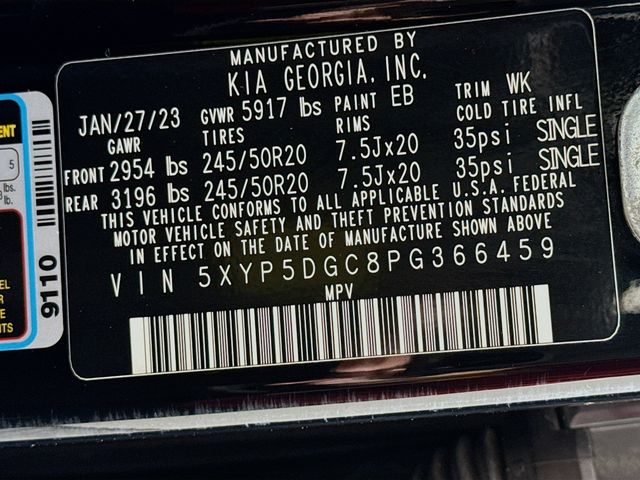 MANUFACTURED BY
KIA GEORGIA, INC.
JAN/27/23 GVWR 5917 lbs PAINT EB TRIM WK
GAWR TIRES RIMS COLD TIRE INFL
FRONT 2954 lbs 245/50R20 7.5Jx20 35psi SINGLE
REAR 3196 lbs 245/50R20 7.5Jx20 35psi SINGLE
THIS VEHICLE CONFORMS TO ALL APPLICABLE U.S.A. FEDERAL
MOTOR VEHICLE SAFETY AND THEFT PREVENTION STANDARDS
IN EFFECT ON THE DATE OF MANUFACTURE SHOWN ABOVE
VIN 5XYP5DGC8PG366459
MPV
5
lbs.
lb.
9110